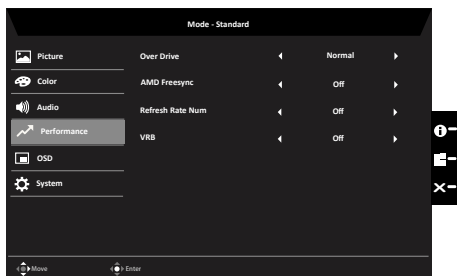 Mode - Standard
Picture
Over Drive Normal
Color
AMD Freesync Off
Audio
Refresh Rate Num Off
Performance
VRB Off
OSD
System
Move Enter